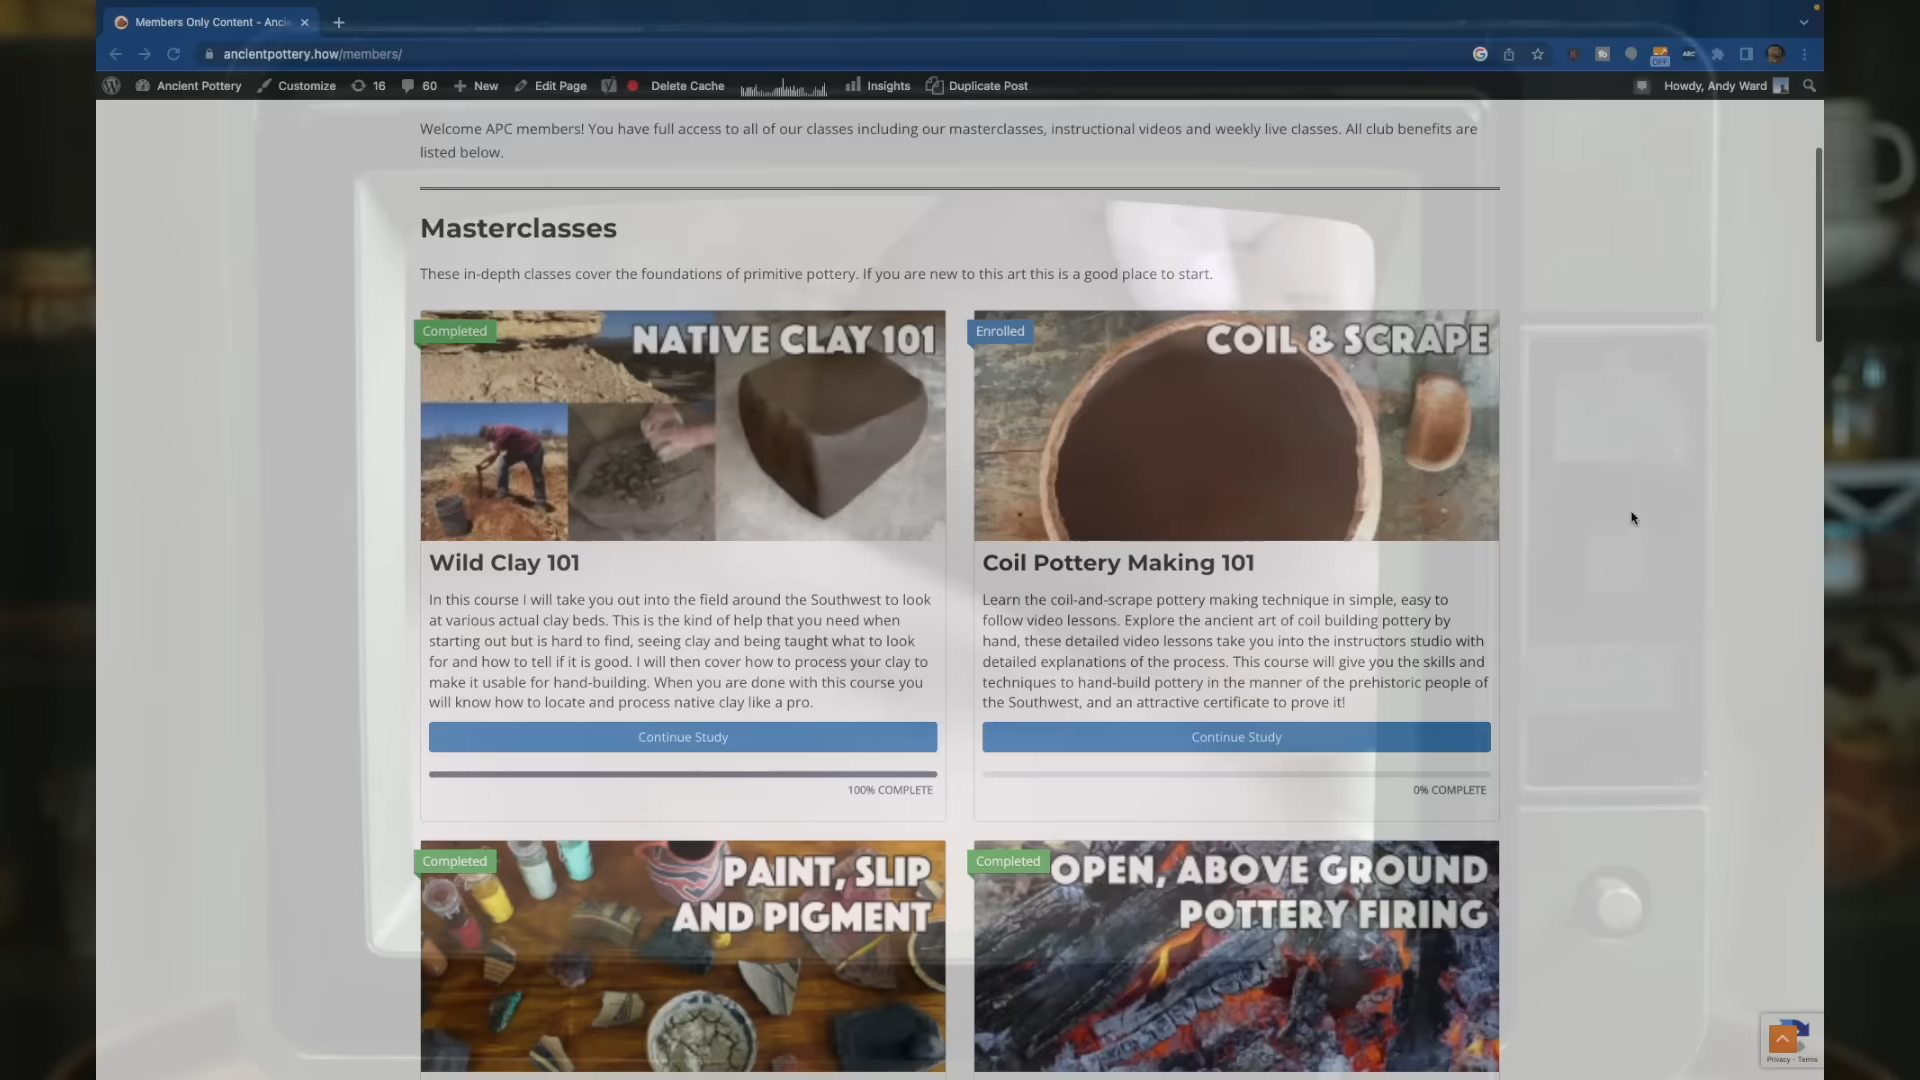 Members Only Content - Anci
ancientpottery.how/members/
OFF
ARC
Ancient Pottery
Customize
16
60
New
Edit Page
Delete Cache
Insights
Duplicate Post
Howdy, Andy Ward
Welcome APC members! You have full access to all of our classes including our masterclasses, instructional videos and weekly live classes. All club benefits are
listed below.
Masterclasses
These in-depth classes cover the foundations of primitive pottery. If you are new to this art this is a good place to start.
Completed
NATIVE CLAY 101
Wild Clay 101
In this course I will take you out into the field around the Southwest to look
at various actual clay beds. This is the kind of help that you need when
starting out but is hard to find, seeing clay and being taught what to look
for and how to tell if it is good. I will then cover how to process your clay to
make it usable for hand-building. When you are done with this course you
will know how to locate and process native clay like a pro.
Continue Study
100% COMPLETE
Enrolled
COIL & SCRAPE
Coil Pottery Making 101
Learn the coil-and-scrape pottery making technique in simple, easy to
follow video lessons. Explore the ancient art of coil building pottery by
hand, these detailed video lessons take you into the instructors studio with
detailed explanations of the process. This course will give you the skills and
techniques to hand-build pottery in the manner of the prehistoric people of
the Southwest, and an attractive certificate to prove it!
Continue Study
0% COMPLETE
Completed
PAINT, SLIP
AND PIGMENT
Completed
OPEN, ABOVE GROUND
POTTERY FIRING
Privacy - Terms